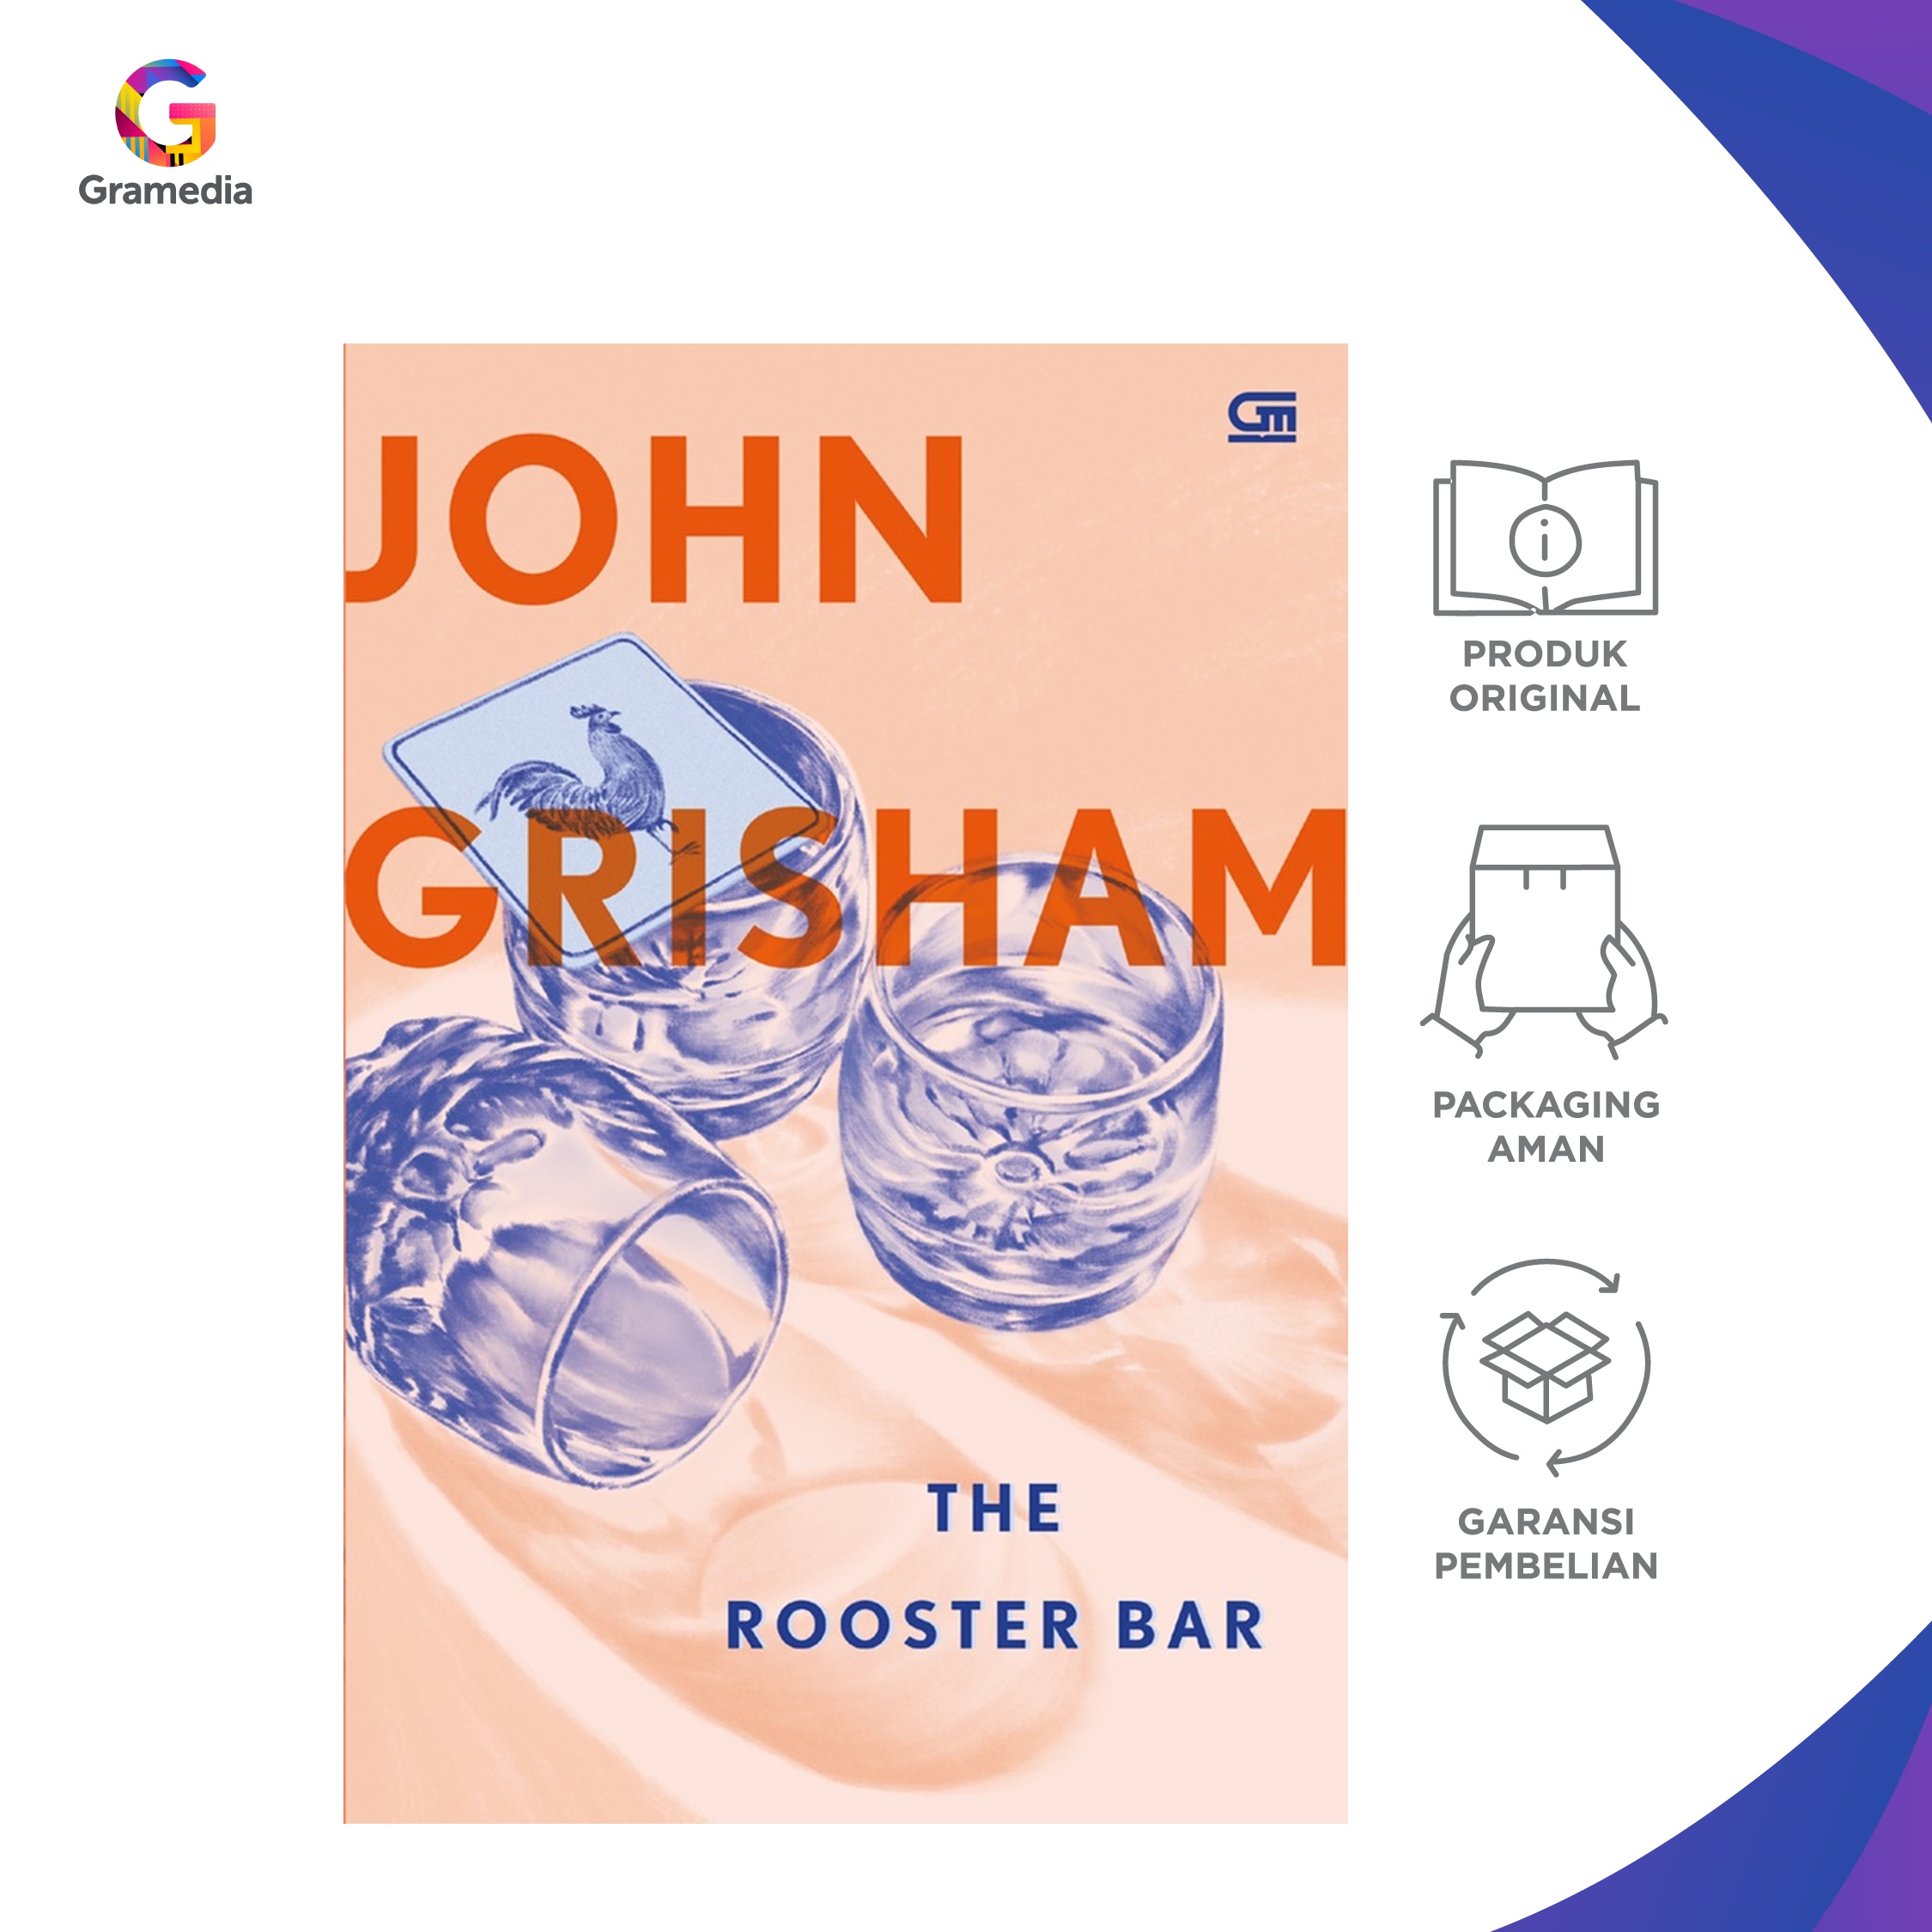 Gramedia
JOHN
GRISHAM
THE
ROOSTER BAR
PRODUK
ORIGINAL
PACKAGING
AMAN
GARANSI
PEMBELIAN